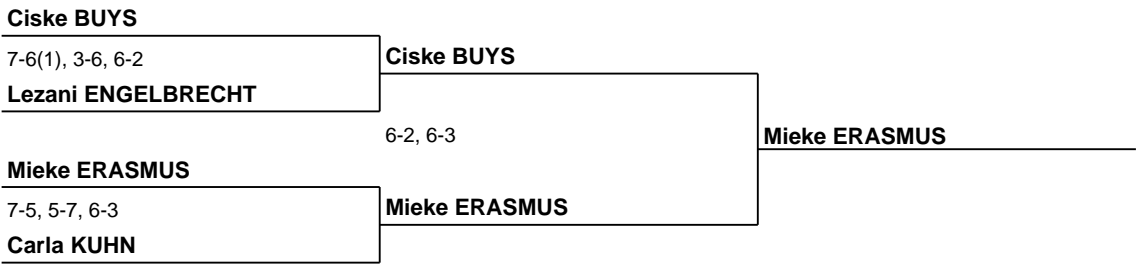 Ciske BUYS
7-6(1), 3-6, 6-2
Ciske BUYS
Lezani ENGELBRECHT
6-2, 6-3
Mieke ERASMUS
Mieke ERASMUS
7-5, 5-7, 6-3
Mieke ERASMUS
Carla KUHN